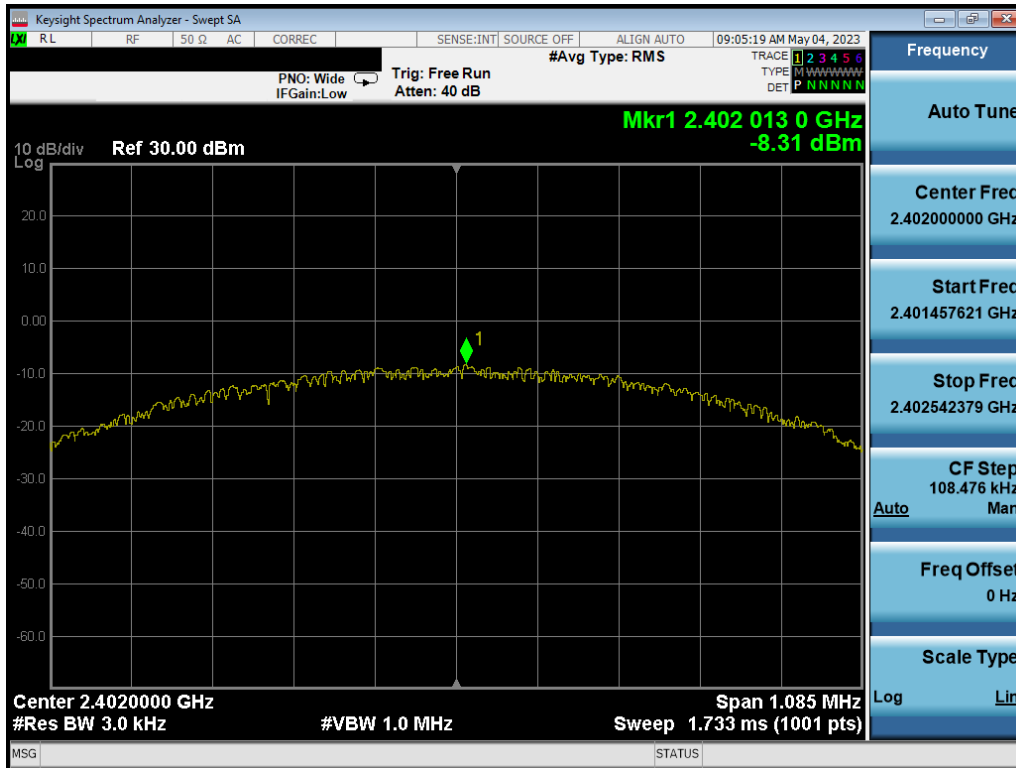 Keysight Spectrum Analyzer - Swept SA
LXI RL RF 50 Ω AC CORREC SENSE:INT SOURCE OFF ALIGN AUTO 09:05:19 AM May 04, 2023
PNO: Wide
IFGain:Low
Trig: Free Run
Atten: 40 dB
#Avg Type: RMS
TRACE 1 2 3 4 5 6
TYPE M WWWWW
DET P N N N N N
Mkr1 2.402 013 0 GHz
-8.31 dBm
10 dB/div Ref 30.00 dBm
Log
20.0
10.0
0.00
-10.0
-20.0
-30.0
-40.0
-50.0
-60.0
1
Center 2.4020000 GHz Span 1.085 MHz
#Res BW 3.0 kHz #VBW 1.0 MHz Sweep 1.733 ms (1001 pts)
MSG STATUS
Frequency
Auto Tune
Center Freq
2.402000000 GHz
Start Freq
2.401457621 GHz
Stop Freq
2.402542379 GHz
CF Step
108.476 kHz
Auto Man
Freq Offset
0 Hz
Scale Type
Log Lin